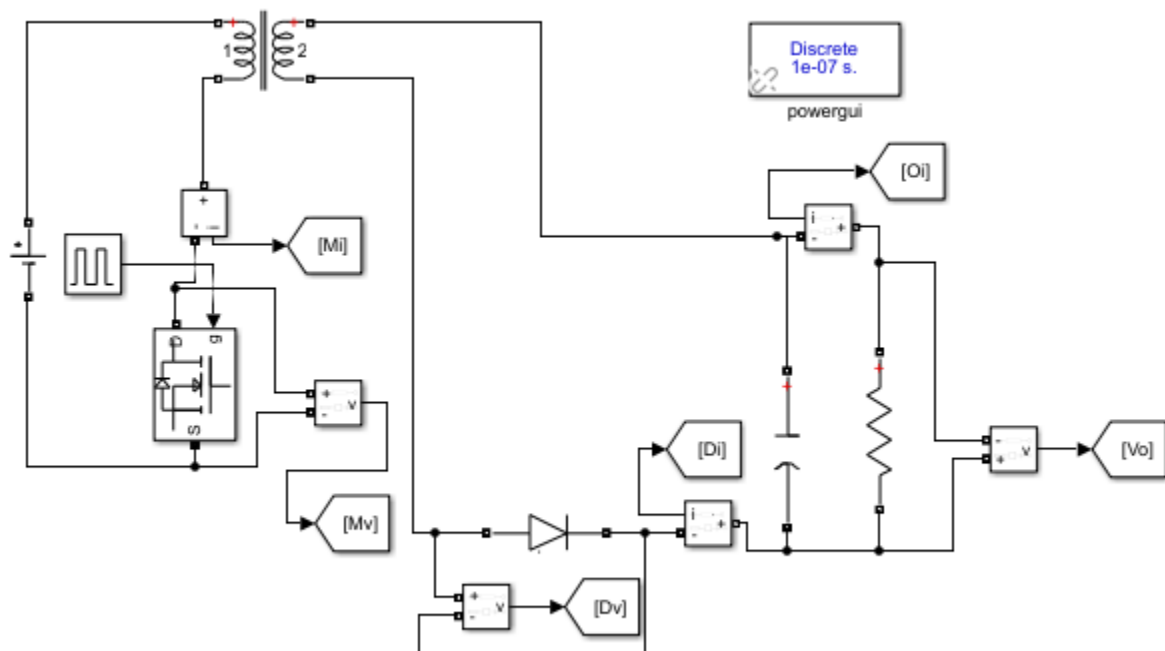 1
2
Discrete
1e-07 s.
powergui
[Oi]
i
+
-
+
-
[Mi]
g
D
S
+
-
v
[Mv]
[Di]
i
+
-
-
+
v
[Vo]
+
-
v
[Dv]